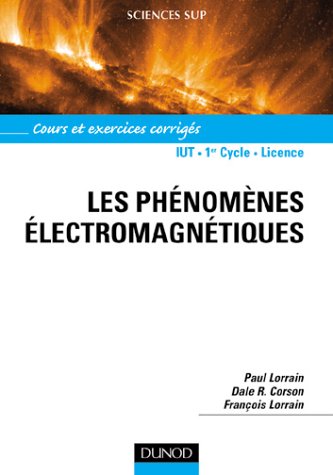 SCIENCES SUP
Cours et exercices corrigés
IUT • 1er Cycle • Licence
LES PHÉNOMÈNES
ÉLECTROMAGNÉTIQUES
Paul Lorrain
Dale R. Corson
François Lorrain
DUNOD